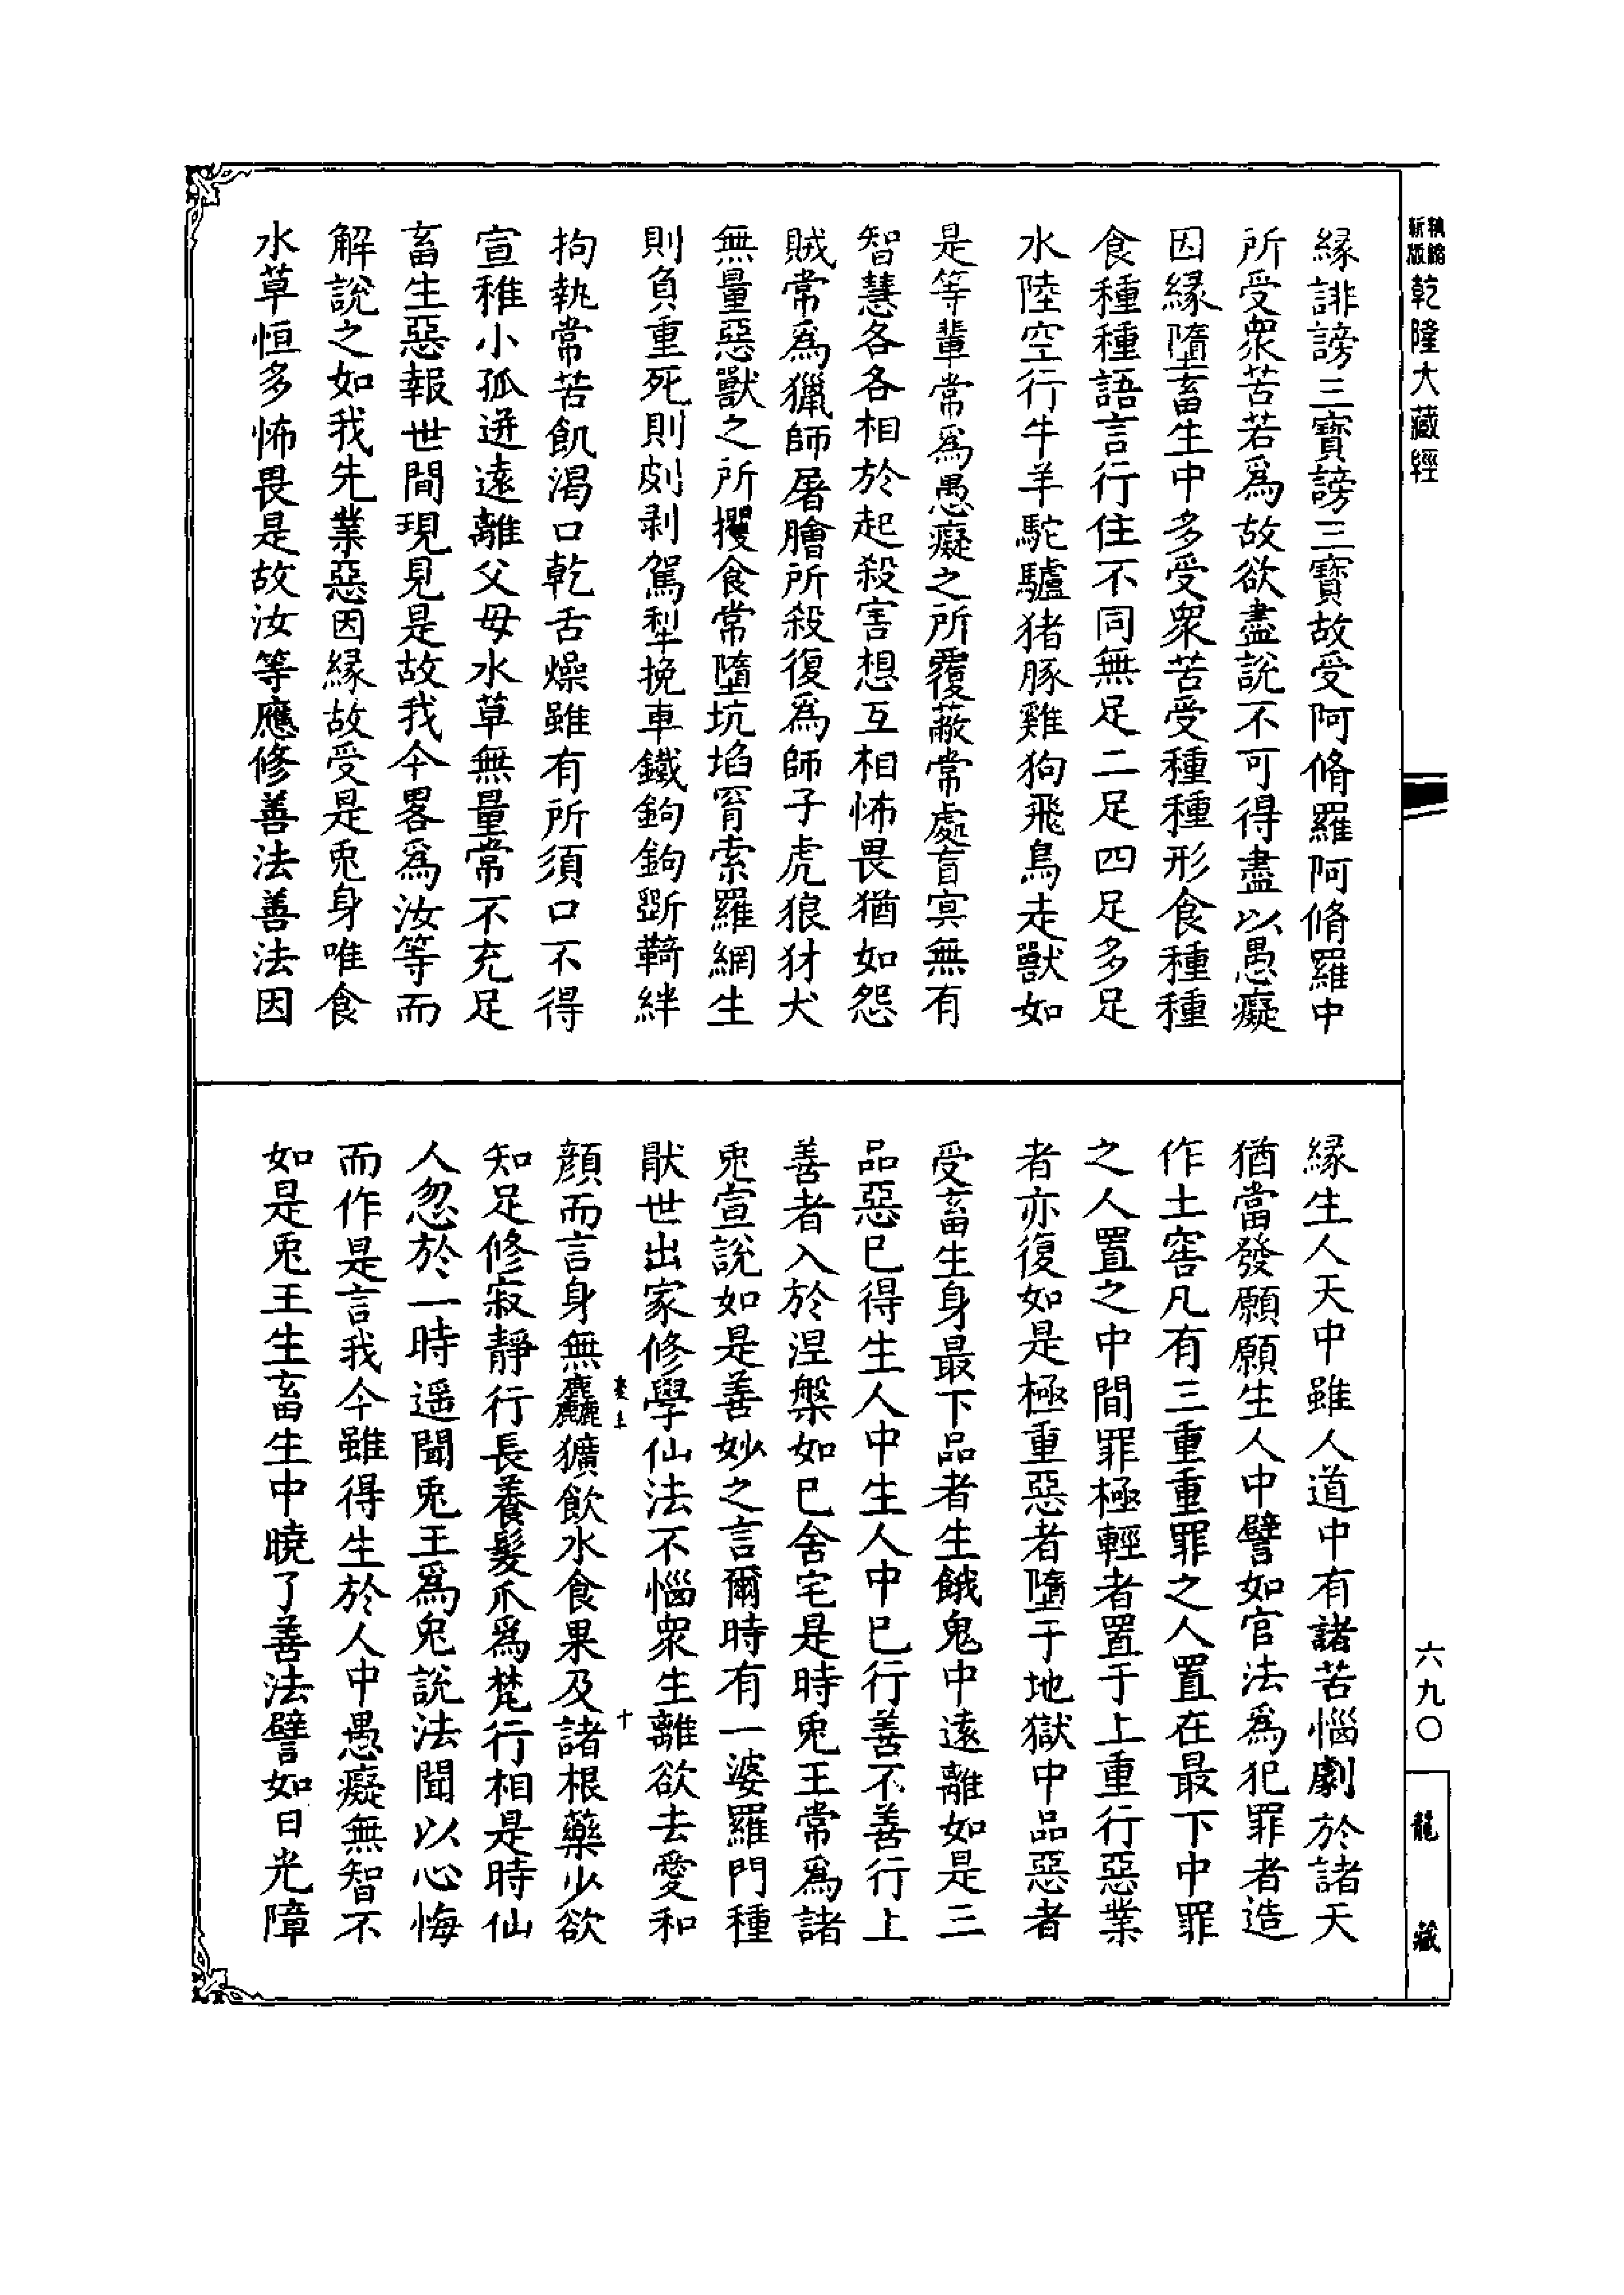 新版 乾隆大藏經
六九〇
龍藏
緣誹謗三寶謗三寶故受阿脩羅阿脩羅中
所受衆苦若爲故欲盡說不可得盡以愚癡
因緣墮畜生中多受衆苦受種種形食種種
食種種語言行住不同無足二足四足多足
水陸空行牛羊駝驢猪豚雞狗飛鳥走獸如
是等輩常爲愚癡之所覆蔽常處盲冥無有
智慧各各相於起殺害想互相怖畏猶如怨
賊常爲獵師屠膾所殺復爲師子虎狼犲犬
無量惡獸之所攫食常墮坑埳罥索羅網生
則負重死則剥駕犁挽車鐵鉤鉤斵鞿絆
拘執常苦飢渴口乾舌燥雖有所須口不得
宣稚小孤迸遠離父母水草無量常不充足
畜生惡報世間現見是故我今畧爲汝等而
解說之如我先業惡因緣故受是兎身唯食
水草恒多怖畏是故汝等應修善法善法因
緣生人天中雖人道中有諸苦惱劇於諸天
猶當發願願生人中譬如官法爲犯罪者造
作土窖凡有三重重罪之人置在最下中罪
之人置之中間罪極輕者置于上重行惡業
者亦復如是極重惡者墮于地獄中品惡者
受畜生身最下品者生餓鬼中遠離如是三
品惡已得生人中生人中已行善不善行上
善者入於涅槃如已舍宅是時兎王常爲諸
兎宣說如是善妙之言爾時有一婆羅門種
猒世出家修學仙法不惱衆生離欲去愛和
顔而言身無麤獷飲水食果及諸根藥少欲
知足修寂靜行長養髮爪爲梵行相是時仙
人忽於一時遥聞兎王爲兎說法聞以心悔
而作是言我今雖得生於人中愚癡無智不
如是兎王生畜生中曉了善法譬如日光障
十